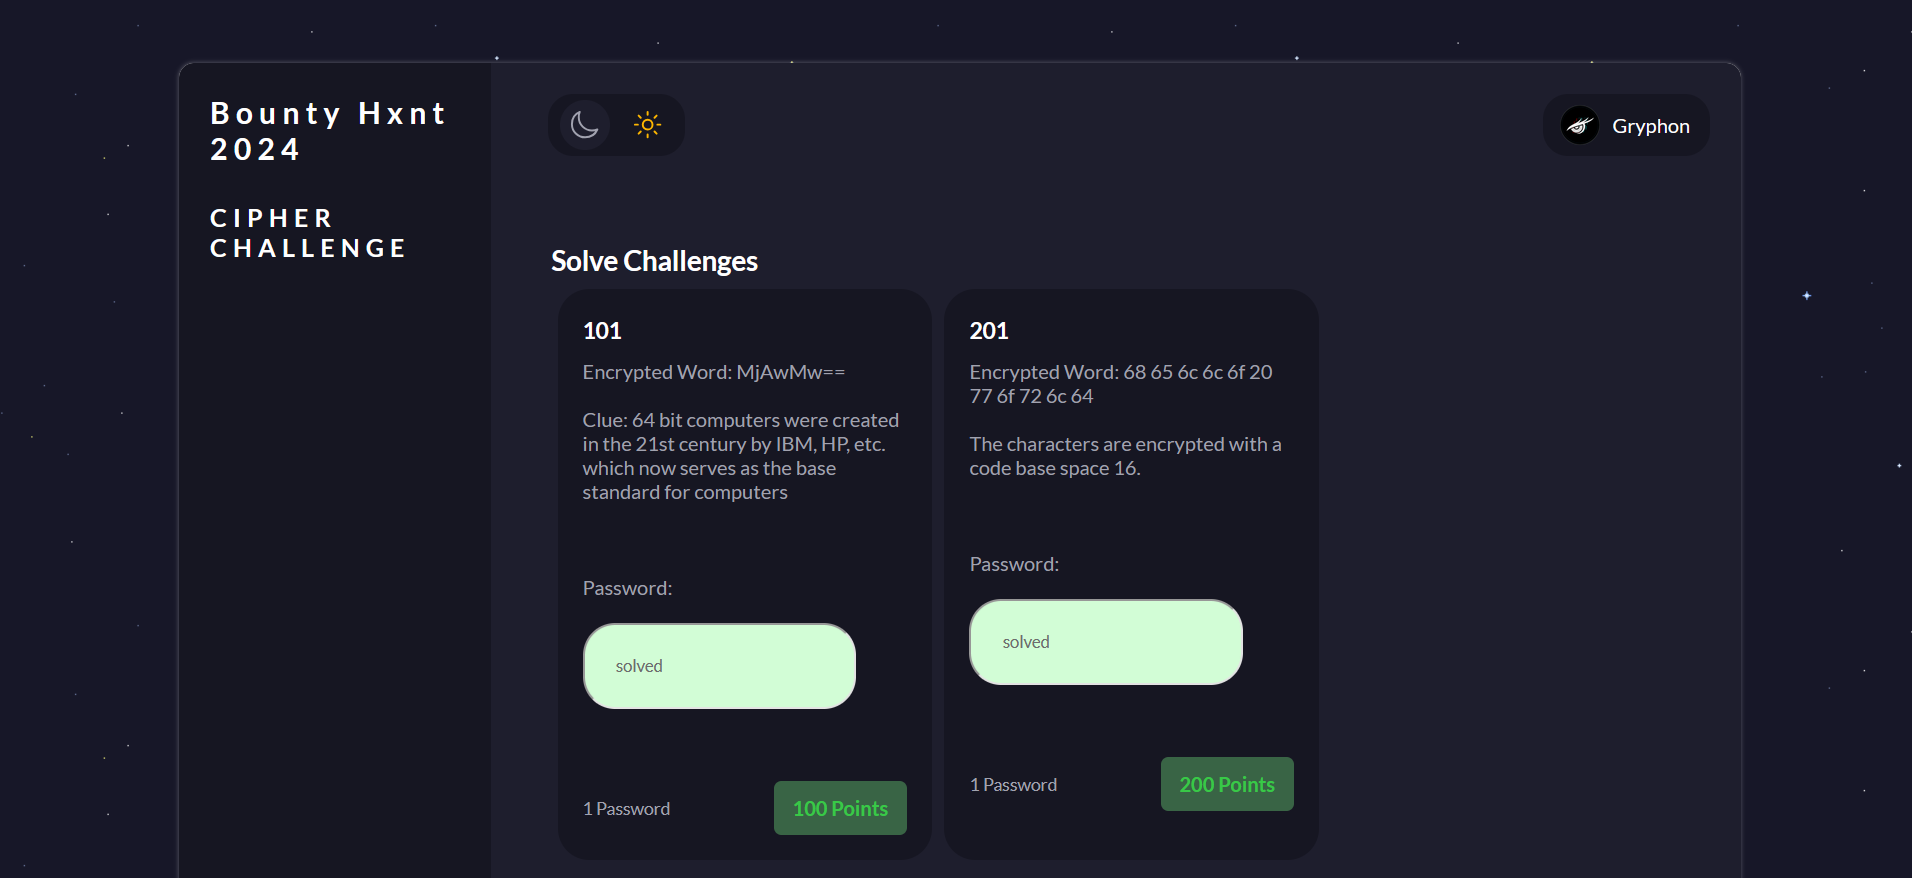 Bounty Hxnt
2024
CIPHER
CHALLENGE
Gryphon
Solve Challenges
101
Encrypted Word: MjAwMw==
Clue: 64 bit computers were created
in the 21st century by IBM, HP, etc.
which now serves as the base
standard for computers
Password:
solved
1 Password
100 Points
201
Encrypted Word: 68 65 6c 6c 6f 20
77 6f 72 6c 64
The characters are encrypted with a
code base space 16.
Password:
solved
1 Password
200 Points